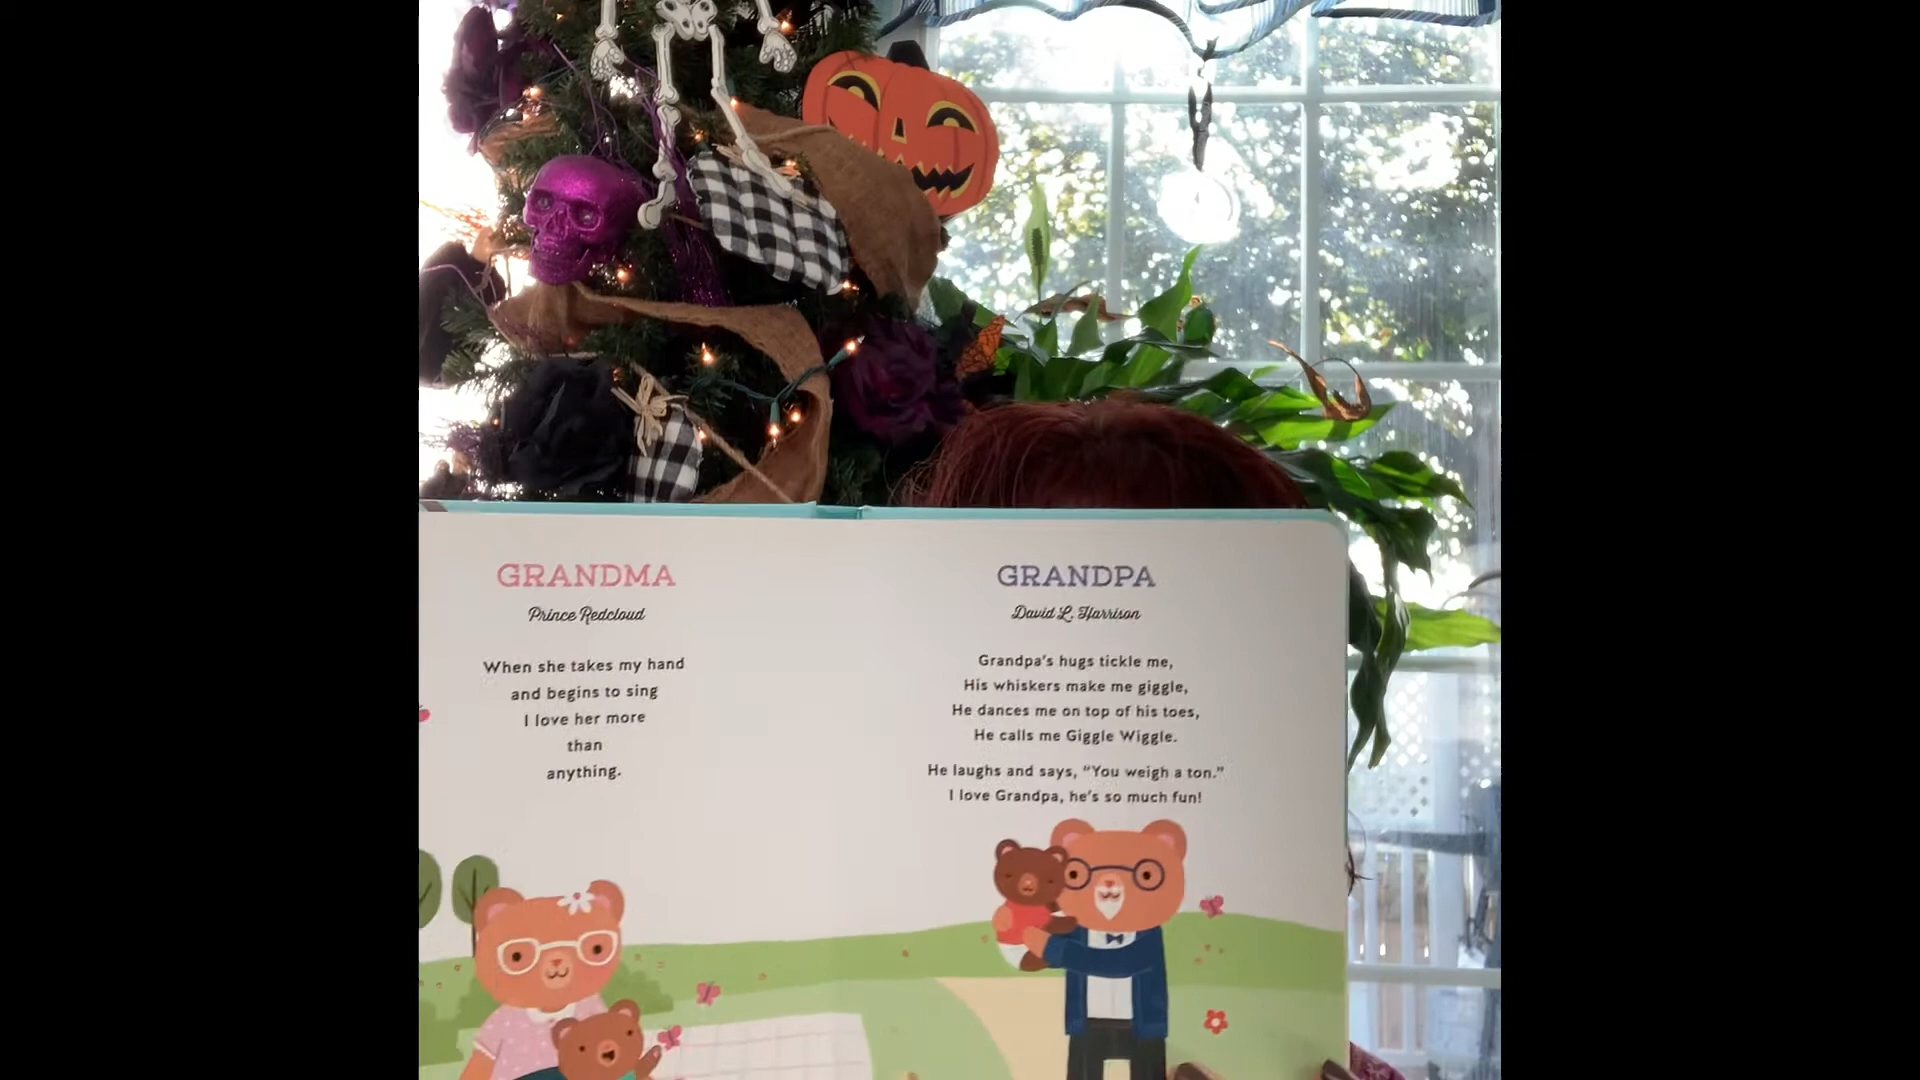 GRANDMA
Prince Redcloud
When she takes my hand
and begins to sing
I love her more
than
anything.
GRANDPA
David L. Harrison
Grandpa's hugs tickle me,
His whiskers make me giggle,
He dances me on top of his toes,
He calls me Giggle Wiggle.
He laughs and says, "You weigh a ton."
I love Grandpa, he's so much fun!